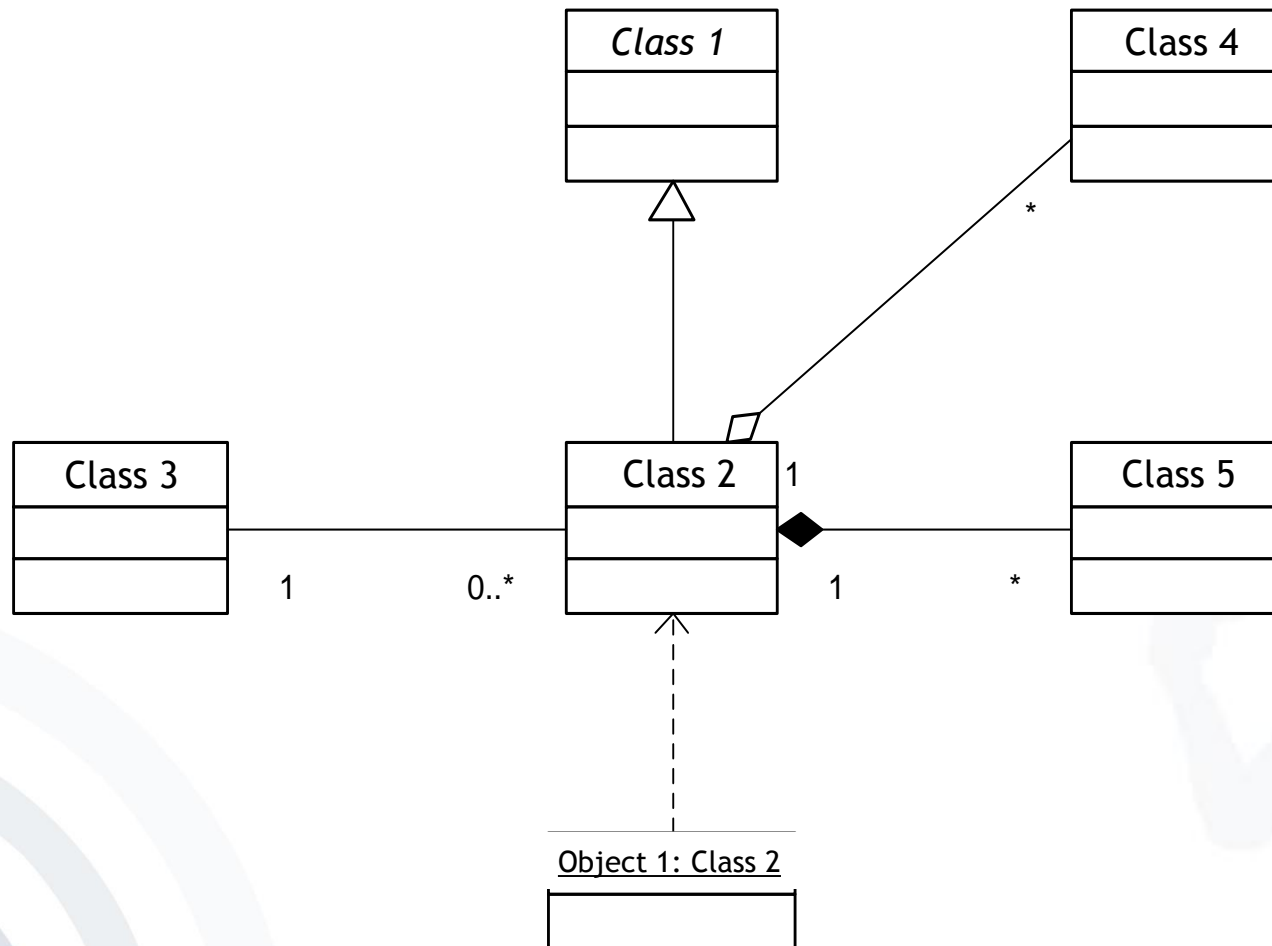 Class 1
Class 4
*
Class 3
Class 2
1
Class 5
1
0..*
1
*
Object 1: Class 2